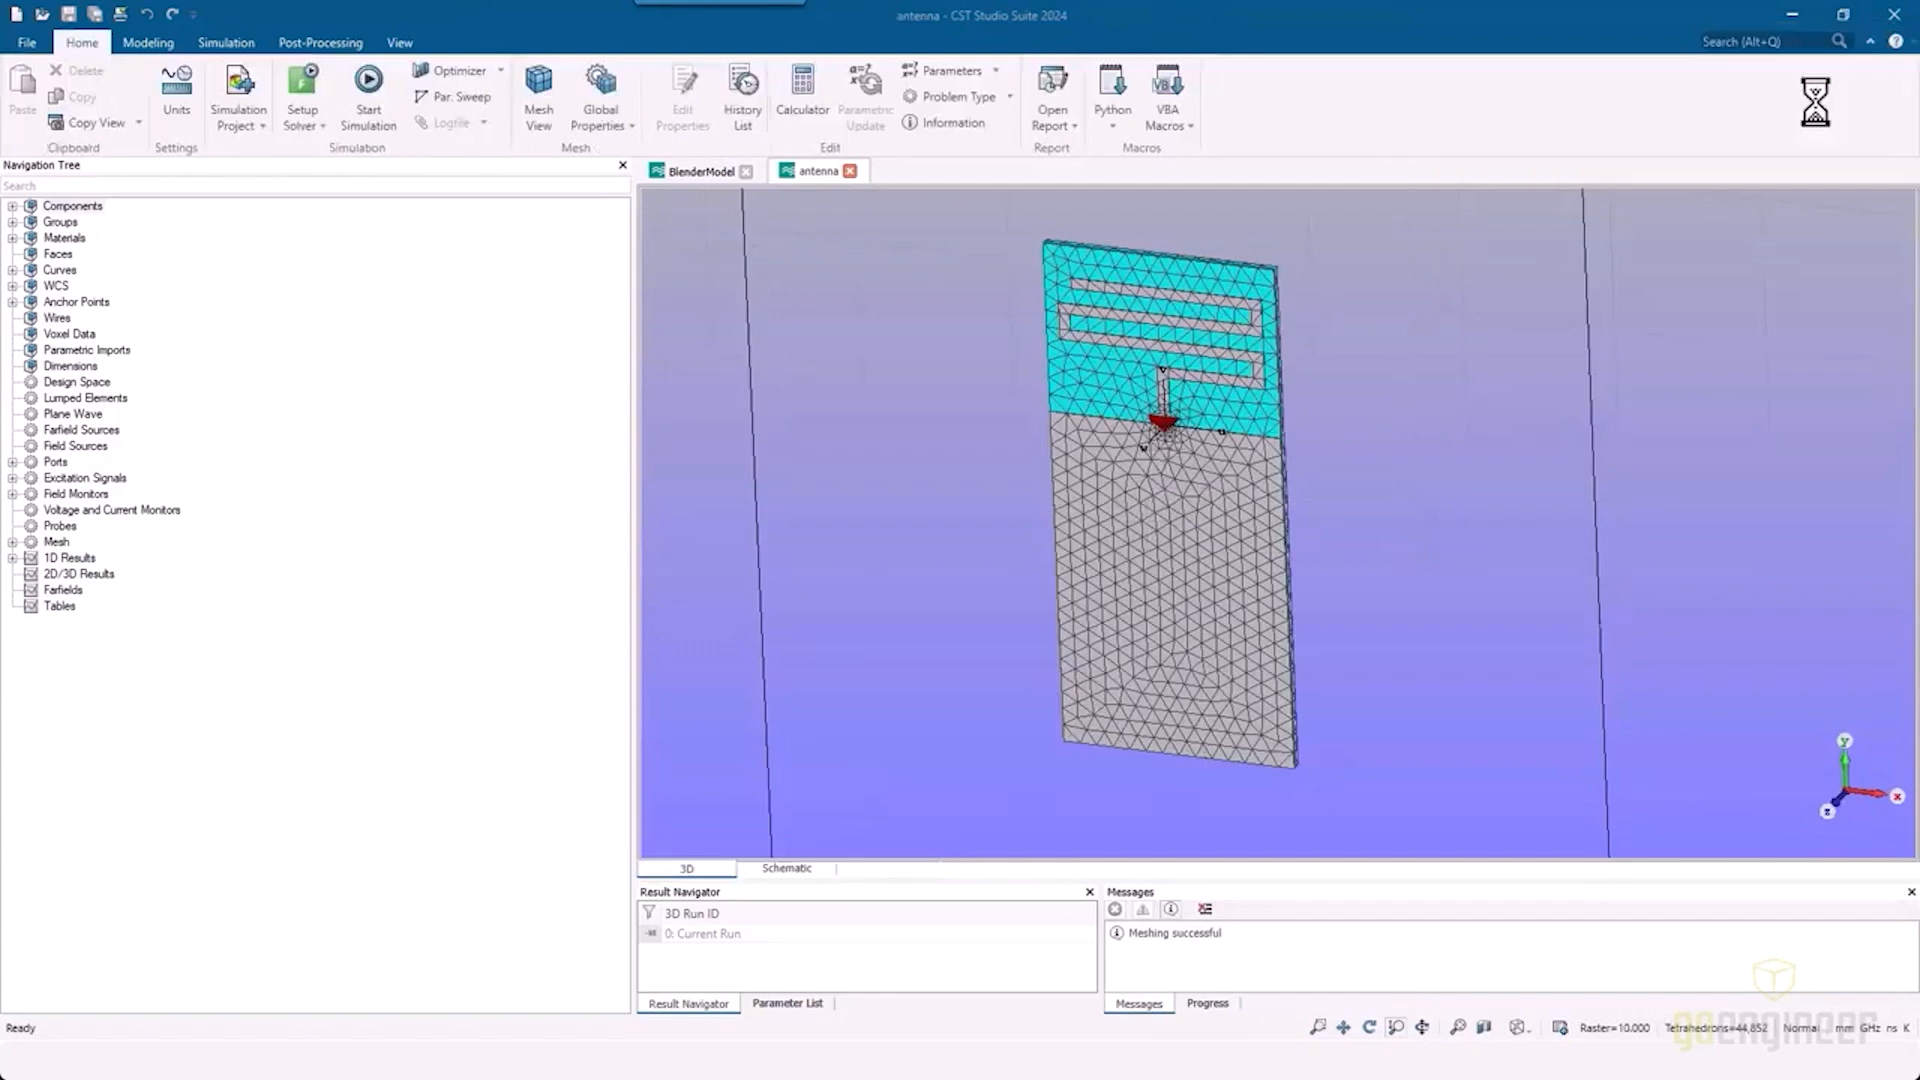 antenna - CST Studio Suite 2024
File Home Modeling Simulation Post-Processing View Search (Alt+Q)
Paste Delete Copy Copy View
Clipboard
Units
Settings
Simulation Project Setup Solver Start Simulation Optimizer Par. Sweep Logfile
Simulation
Mesh View Global Properties
Mesh
Edit Properties History List Calculator Parametric Update Parameters Problem Type Information
Edit
Open Report
Report
Python VBA Macros
Macros
Navigation Tree
Search
BlenderModel antenna
Components
Groups
Materials
Faces
Curves
WCS
Anchor Points
Wires
Voxel Data
Parametric Imports
Dimensions
Design Space
Lumped Elements
Plane Wave
Farfield Sources
Field Sources
Ports
Excitation Signals
Field Monitors
Voltage and Current Monitors
Probes
Mesh
1D Results
2D/3D Results
Farfields
Tables
v
u
w
y
x
z
3D Schematic
Result Navigator
3D Run ID
0: Current Run
Result Navigator Parameter List
Messages
Meshing successful
Messages Progress
Ready
Raster=10.000 Tetrahedrons=44,852 Normal mm GHz ns K
goengineer